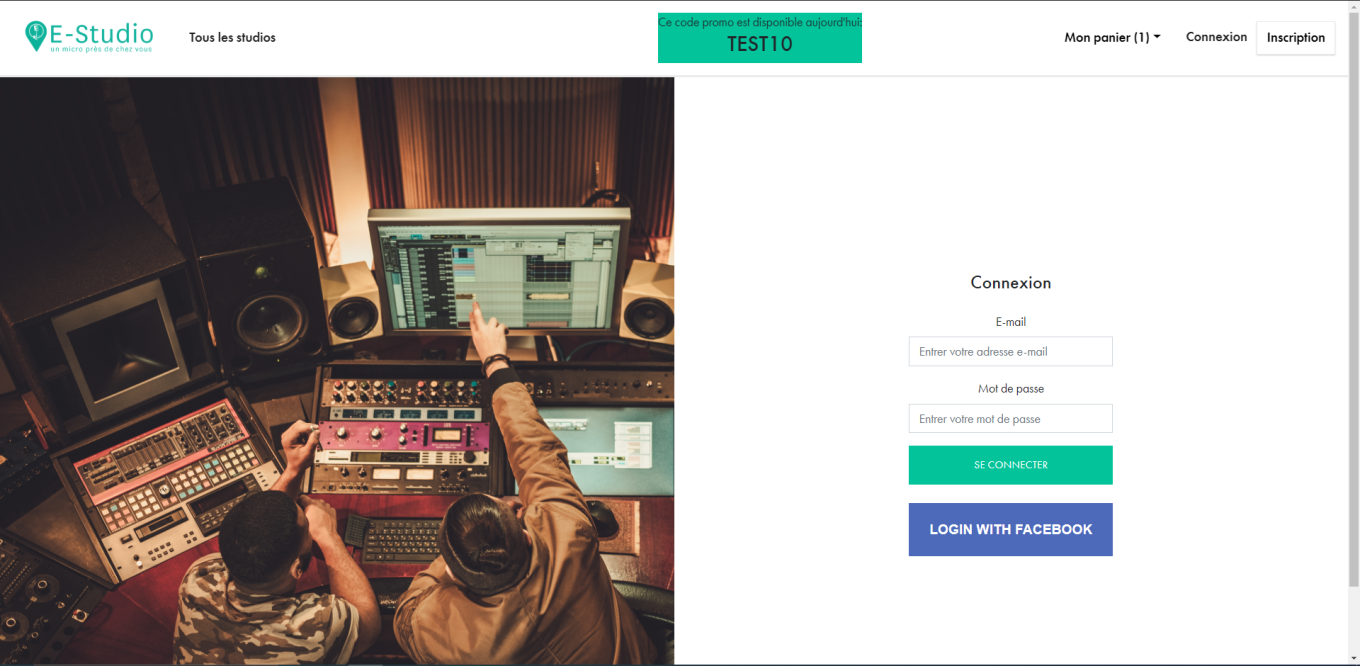 E-Studio
un micro près de chez vous
Tous les studios
Ce code promo est disponible aujourd'hui:
TEST10
Mon panier (1)
Connexion
Inscription
Connexion
E-mail
Entrer votre adresse e-mail
Mot de passe
Entrer votre mot de passe
SE CONNECTER
LOGIN WITH FACEBOOK